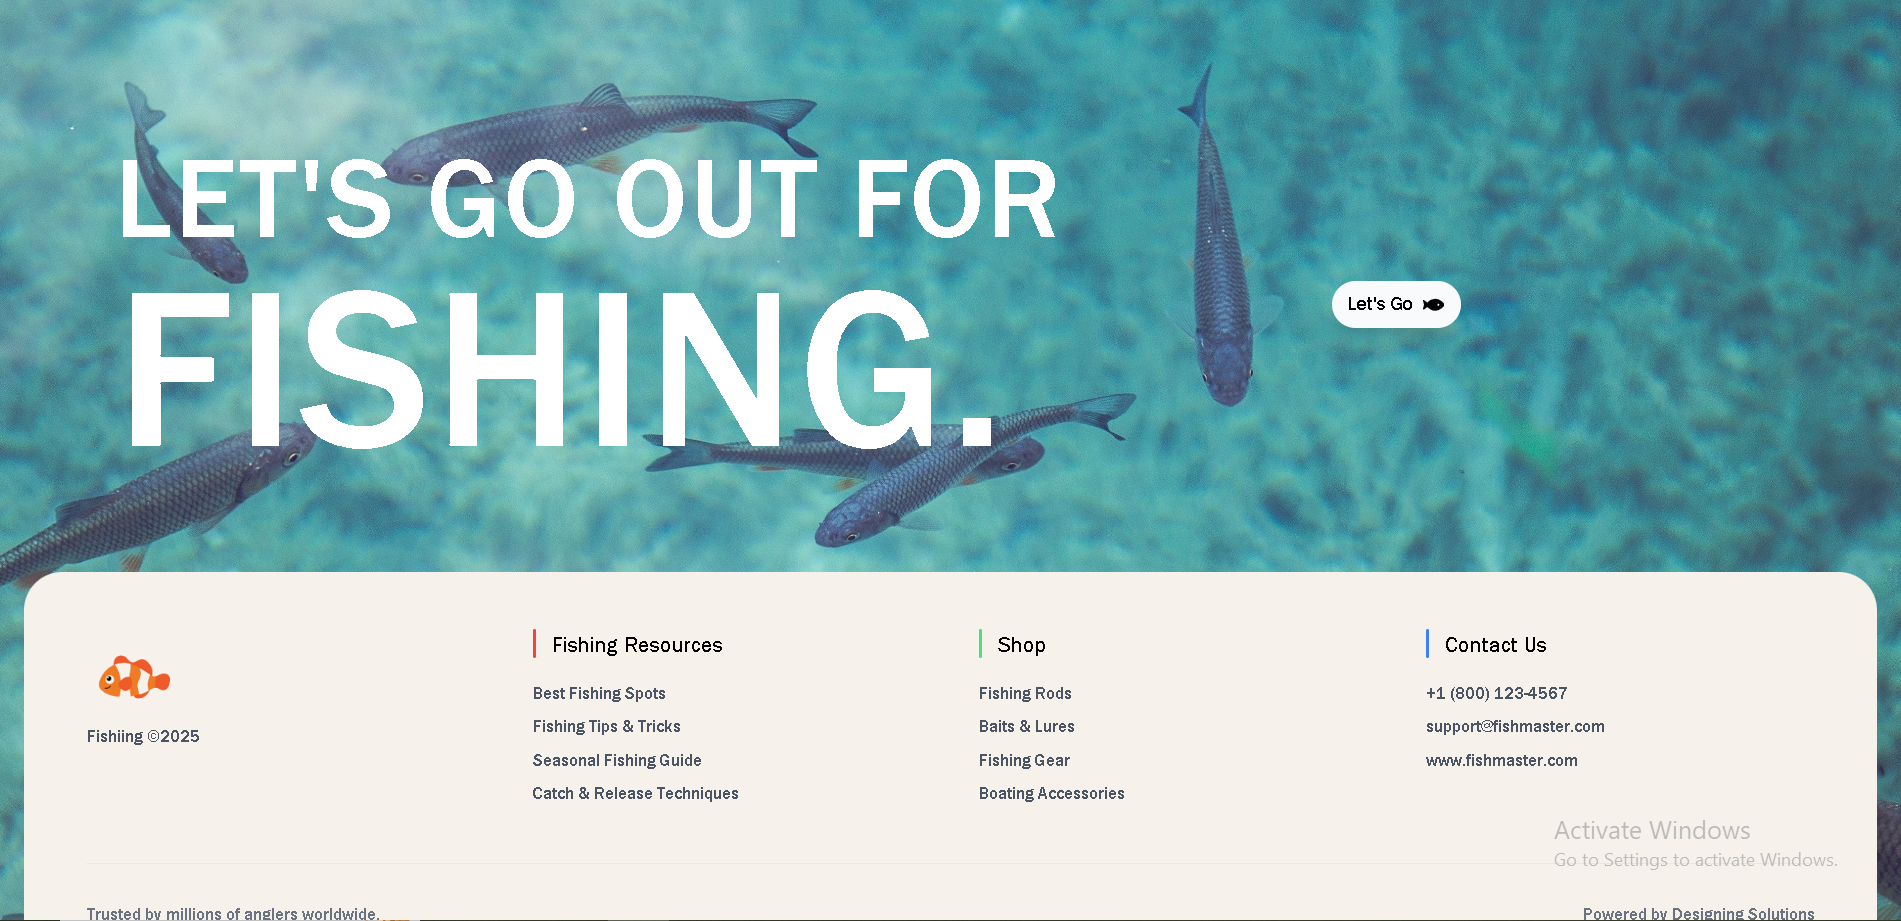 LET'S GO OUT FOR
FISHING.
Let's Go
Fishiing ©2025
Fishing Resources
Best Fishing Spots
Fishing Tips & Tricks
Seasonal Fishing Guide
Catch & Release Techniques
Shop
Fishing Rods
Baits & Lures
Fishing Gear
Boating Accessories
Contact Us
+1 (800) 123-4567
support@fishmaster.com
www.fishmaster.com
Activate Windows
Go to Settings to activate Windows.
Trusted by millions of anglers worldwide.
Powered by Designing Solutions